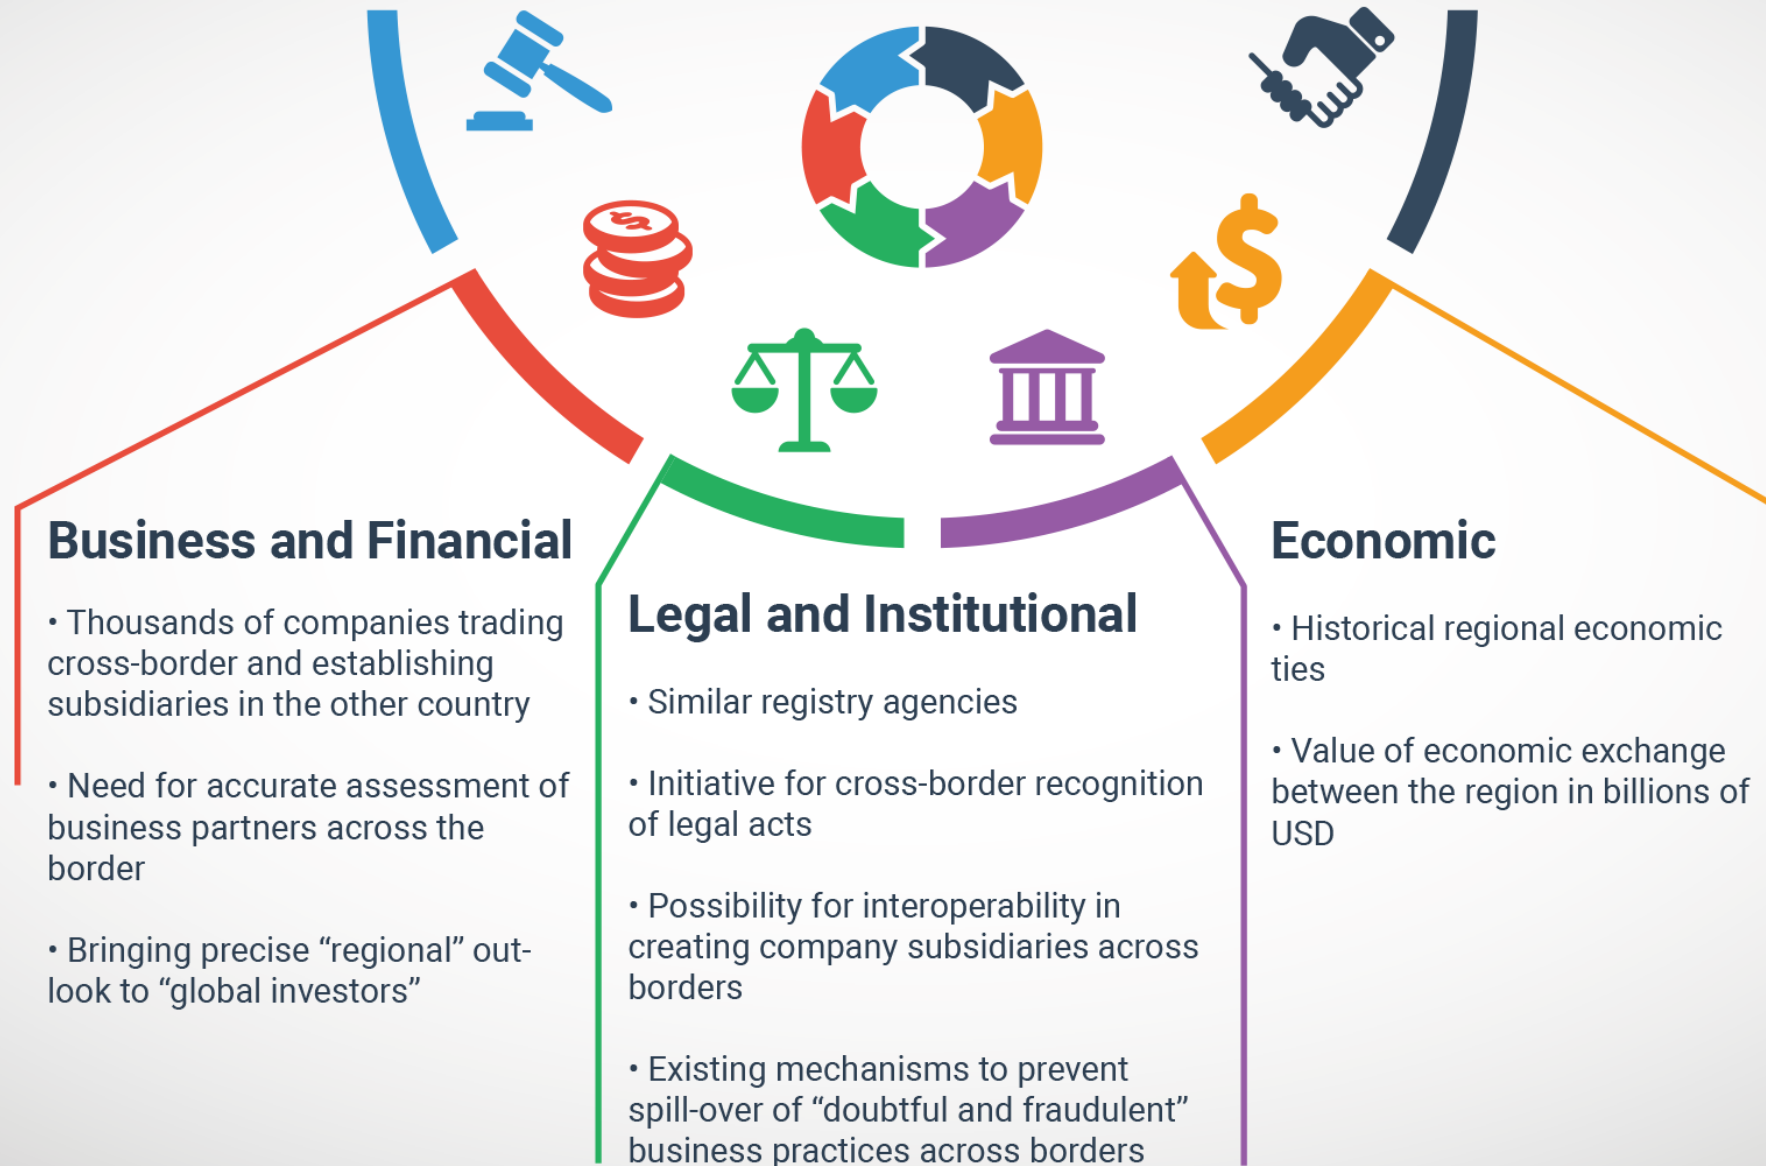 Business and Financial
• Thousands of companies trading
cross-border and establishing
subsidiaries in the other country
• Need for accurate assessment of
business partners across the
border
• Bringing precise “regional” out-
look to “global investors”
Legal and Institutional
• Similar registry agencies
• Initiative for cross-border recognition
of legal acts
• Possibility for interoperability in
creating company subsidiaries across
borders
• Existing mechanisms to prevent
spill-over of “doubtful and fraudulent”
business practices across borders
Economic
• Historical regional economic
ties
• Value of economic exchange
between the region in billions of
USD